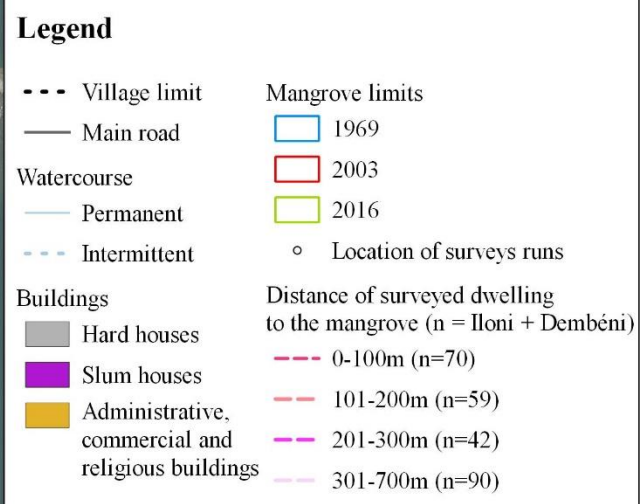 Legend
Village limit
Main road
Watercourse
Permanent
Intermittent
Buildings
Hard houses
Slum houses
Administrative,
commercial and
religious buildings
Mangrove limits
1969
2003
2016
Location of surveys runs
Distance of surveyed dwelling
to the mangrove (n = Iloni + Dembéni)
0-100m (n=70)
101-200m (n=59)
201-300m (n=42)
301-700m (n=90)